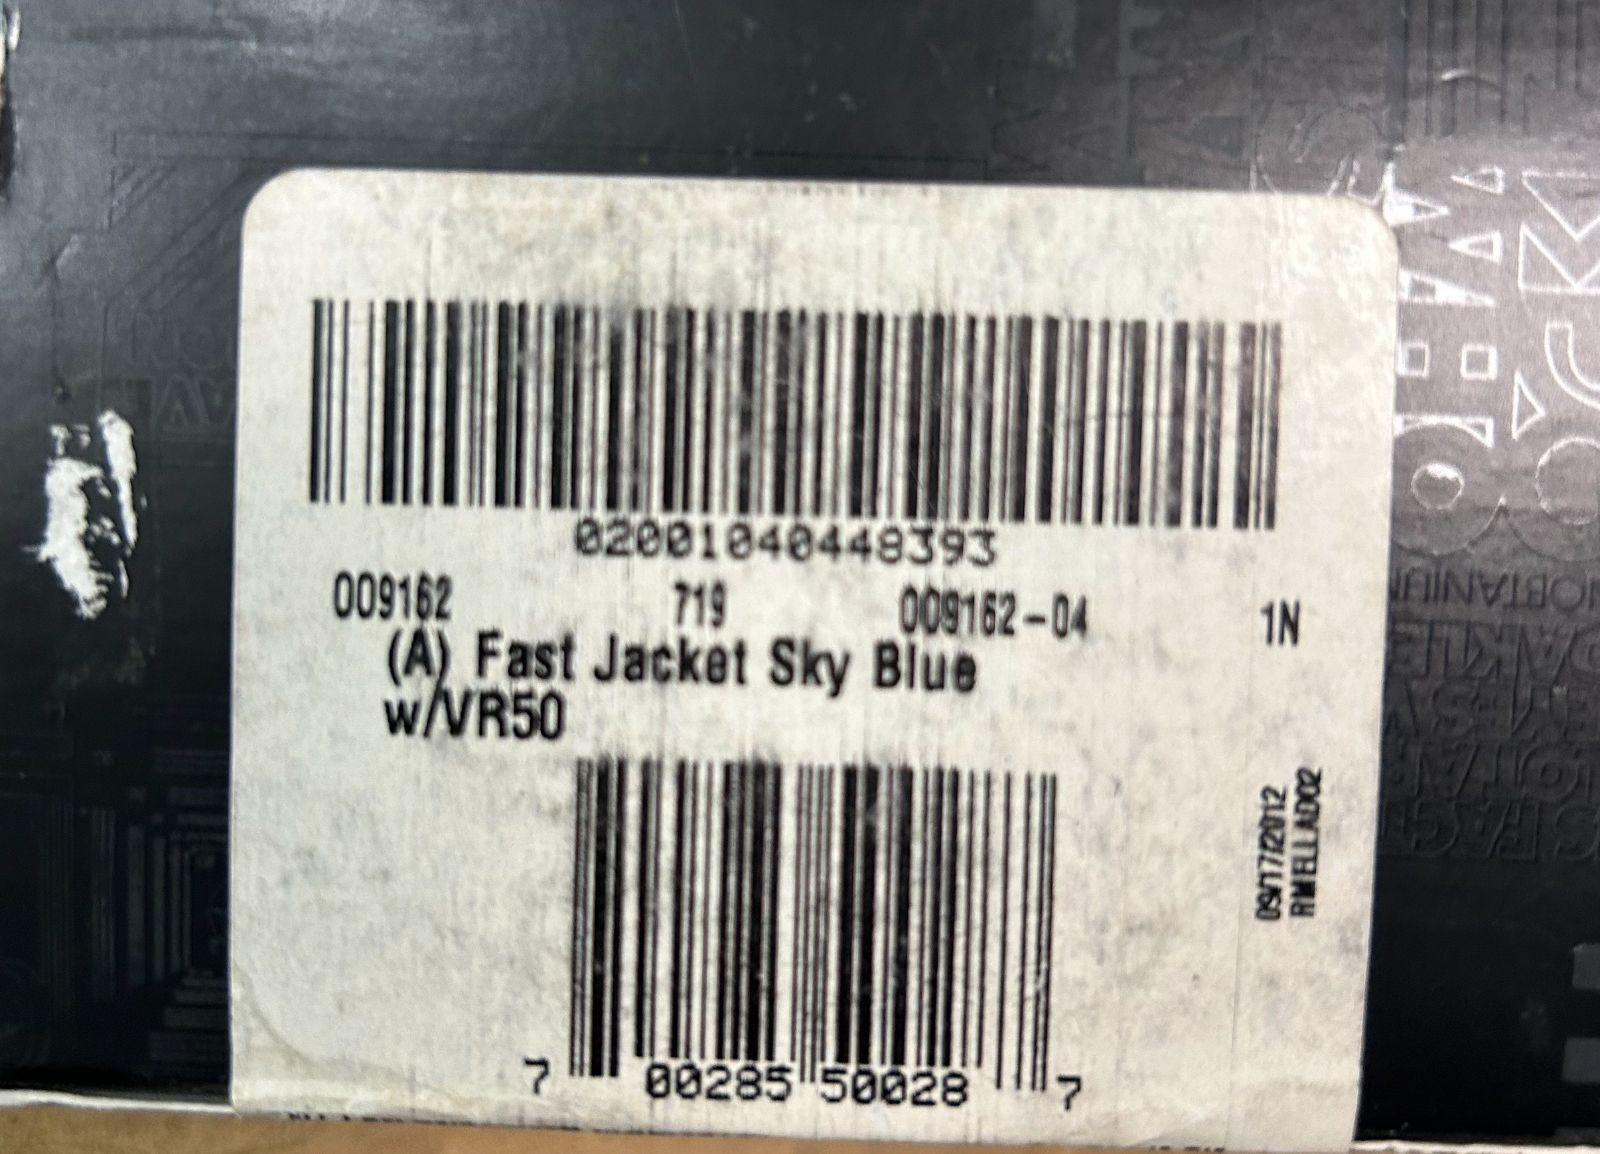 02001040448393
009162 719 009162-04 1N
(A) Fast Jacket Sky Blue
w/VR50
09/17/2012
RMELLADO2
7 00285 50028 7